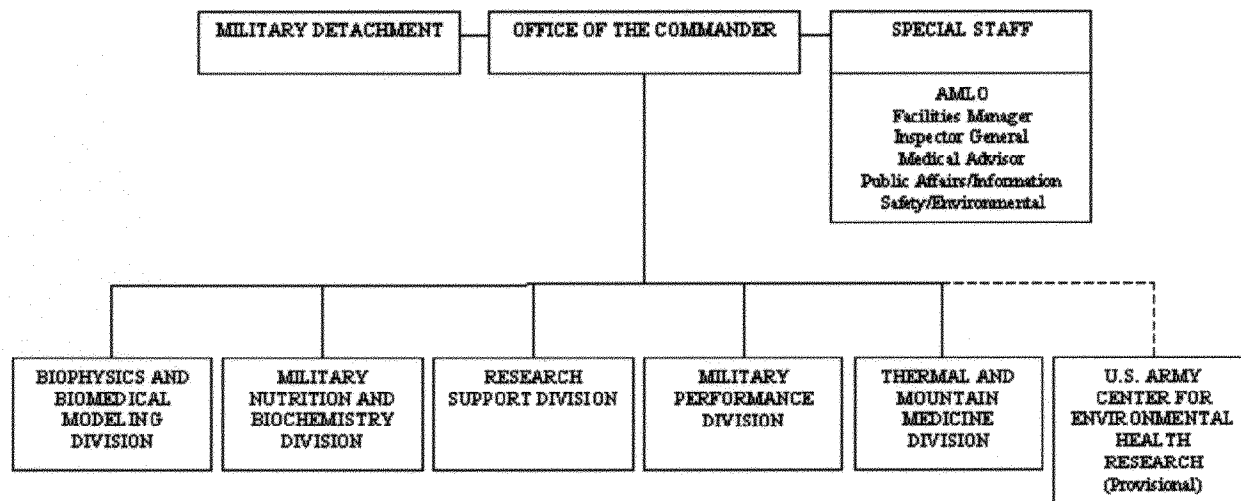 MILITARY DETACHMENT
OFFICE OF THE COMMANDER
SPECIAL STAFF
AMLO
Facilities Manager
Inspector General
Medical Advisor
Public Affairs/Information
Safety/Environmental
BIOPHYSICS AND
BIOMEDICAL
MODELING
DIVISION
MILITARY
NUTRITION AND
BIOCHEMISTRY
DIVISION
RESEARCH
SUPPORT DIVISION
MILITARY
PERFORMANCE
DIVISION
THERMAL AND
MOUNTAIN
MEDICINE
DIVISION
U.S. ARMY
CENTER FOR
ENVIRONMENTAL
HEALTH
RESEARCH
(Provisional)